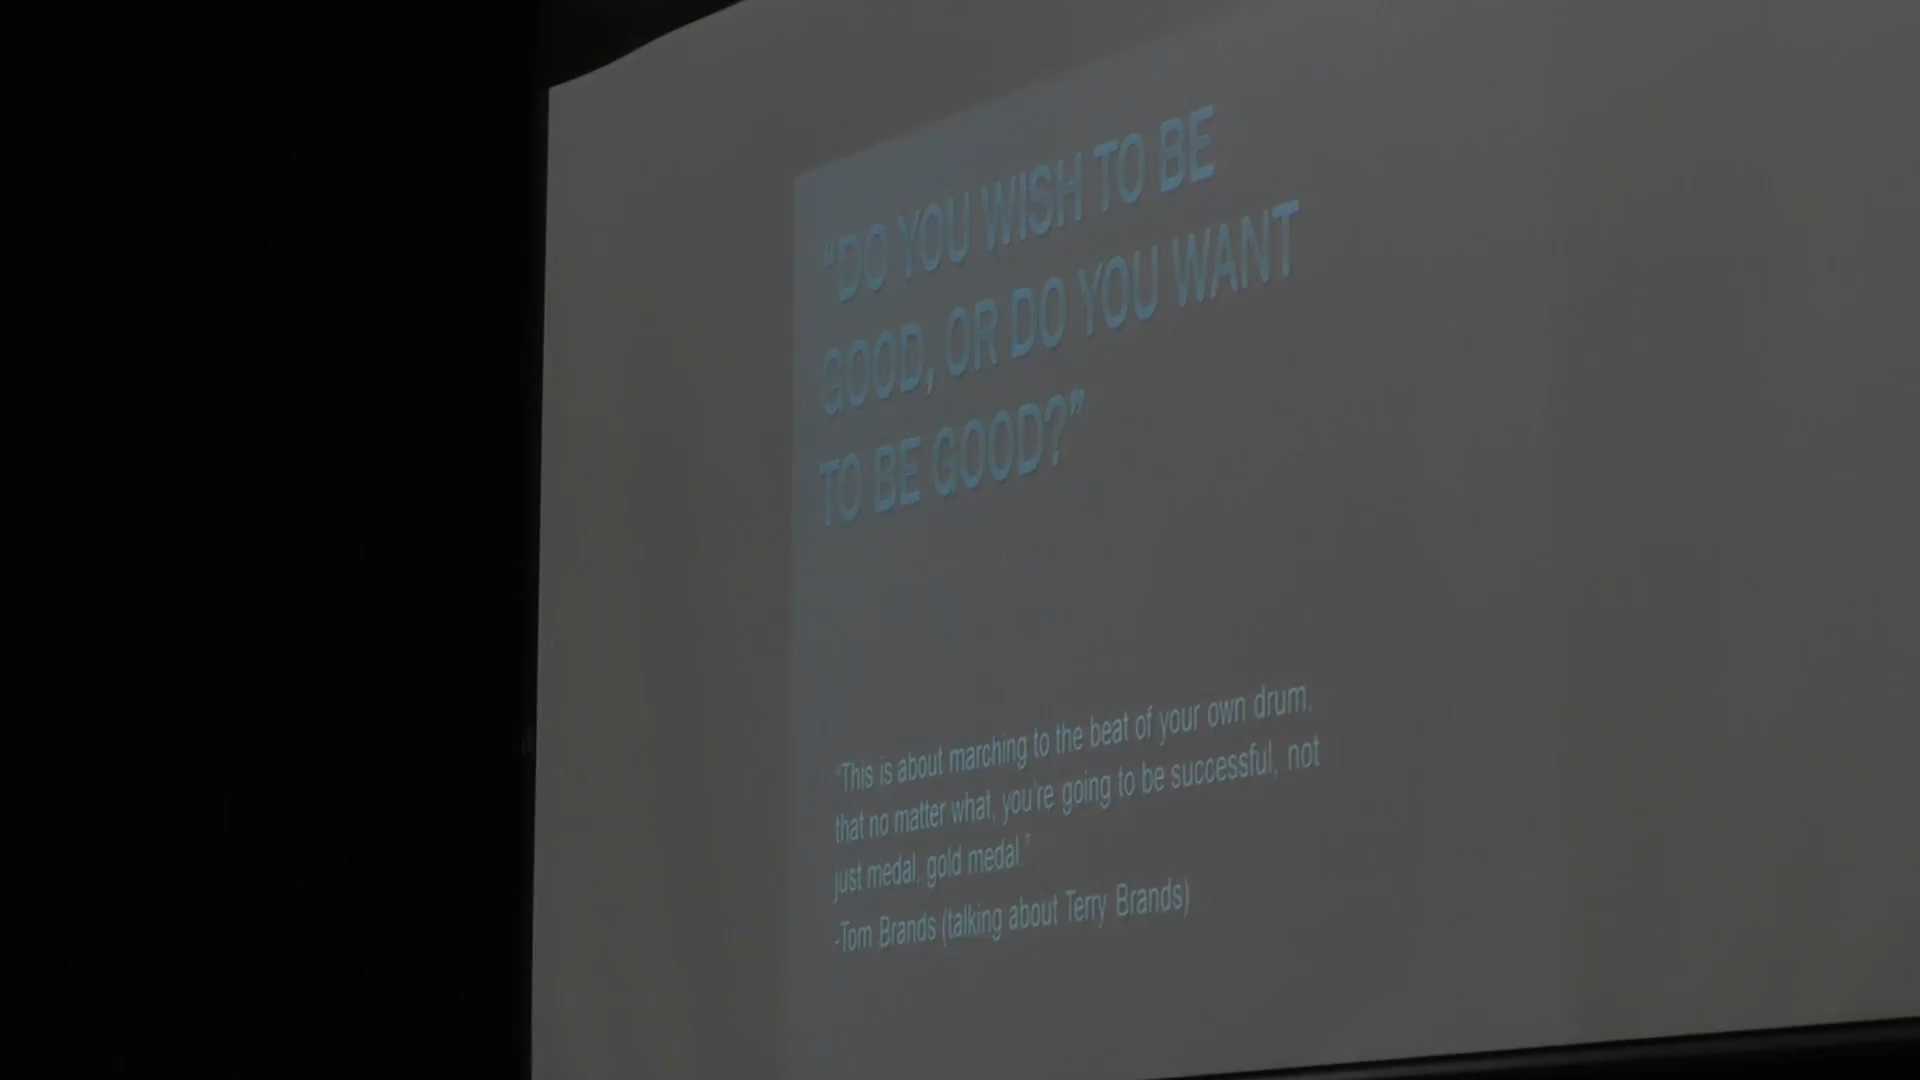 “DO YOU WISH TO BE
GOOD, OR DO YOU WANT
TO BE GOOD?”
“This is about marching to the beat of your own drum,
that no matter what, you're going to be successful, not
just medal, gold medal.”
-Tom Brands (talking about Terry Brands)